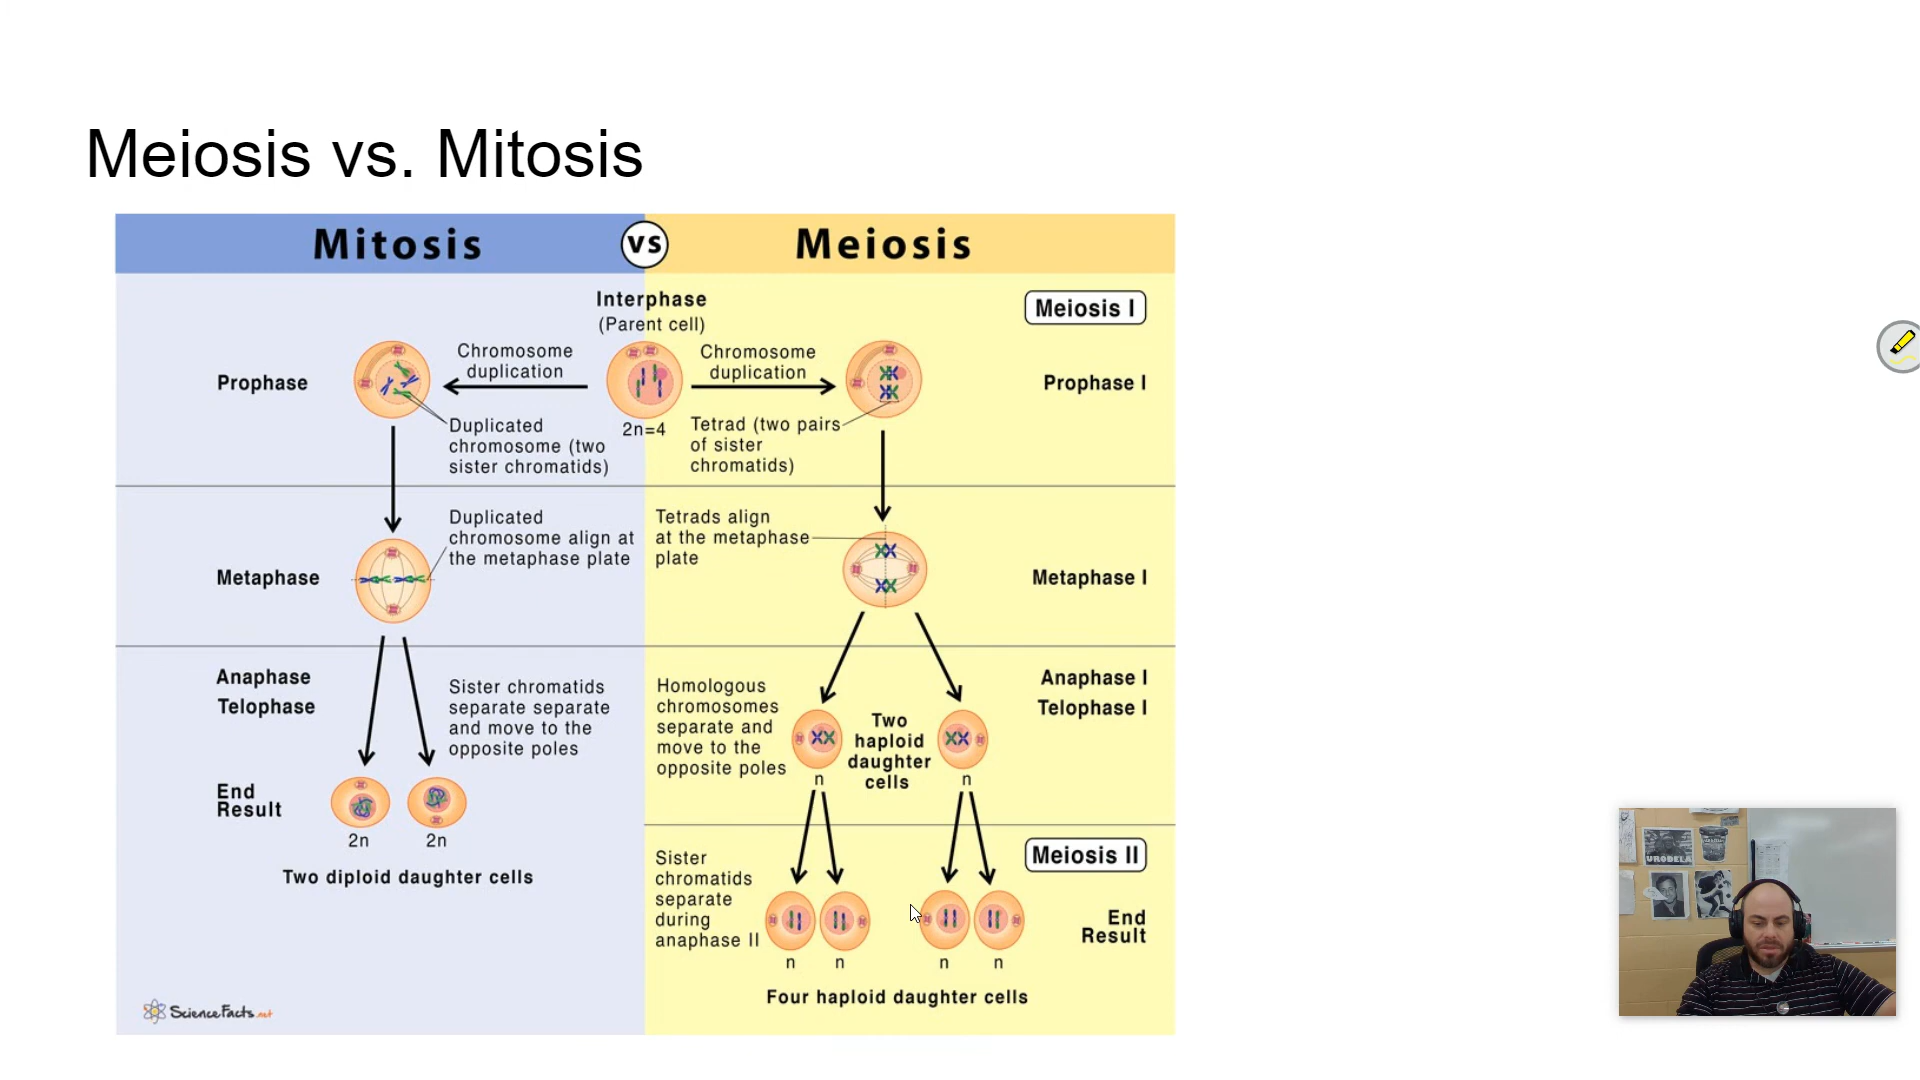 Meiosis vs. Mitosis
Mitosis
vs
Meiosis
Interphase
(Parent cell)
Meiosis I
Chromosome
duplication
Chromosome
duplication
Prophase
Prophase I
2n=4
Duplicated
chromosome (two
sister chromatids)
Tetrad (two pairs
of sister
chromatids)
Duplicated
chromosome align at
the metaphase plate
Tetrads align
at the metaphase
plate
Metaphase
Metaphase I
Anaphase
Telophase
Sister chromatids
separate separate
and move to the
opposite poles
Homologous
chromosomes
separate and
move to the
opposite poles
Two
haploid
daughter
cells
Anaphase I
Telophase I
n
n
End
Result
2n
2n
Two diploid daughter cells
Meiosis II
Sister
chromatids
separate
during
anaphase II
End
Result
n
n
n
n
Four haploid daughter cells
ScienceFacts.net
URODELA